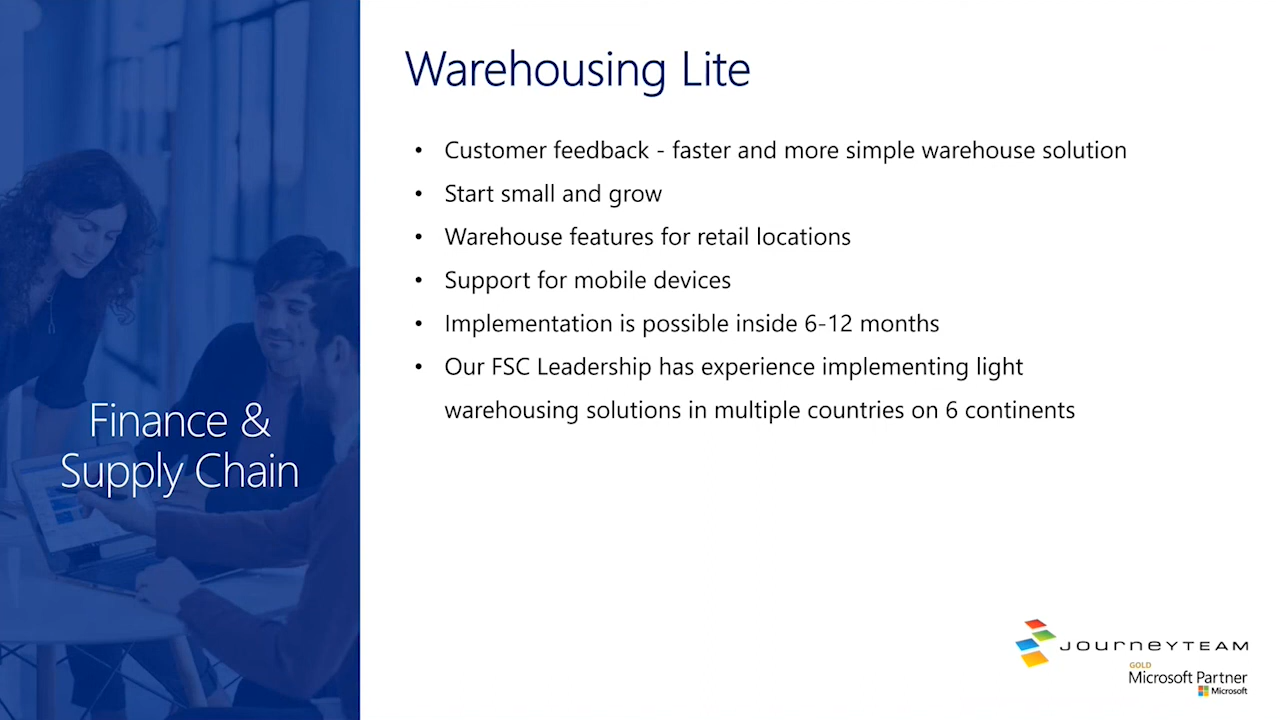 Finance &
Supply Chain
Warehousing Lite
• Customer feedback - faster and more simple warehouse solution
• Start small and grow
• Warehouse features for retail locations
• Support for mobile devices
• Implementation is possible inside 6-12 months
• Our FSC Leadership has experience implementing light
warehousing solutions in multiple countries on 6 continents
JOURNEYTEAM
GOLD
Microsoft Partner
Microsoft